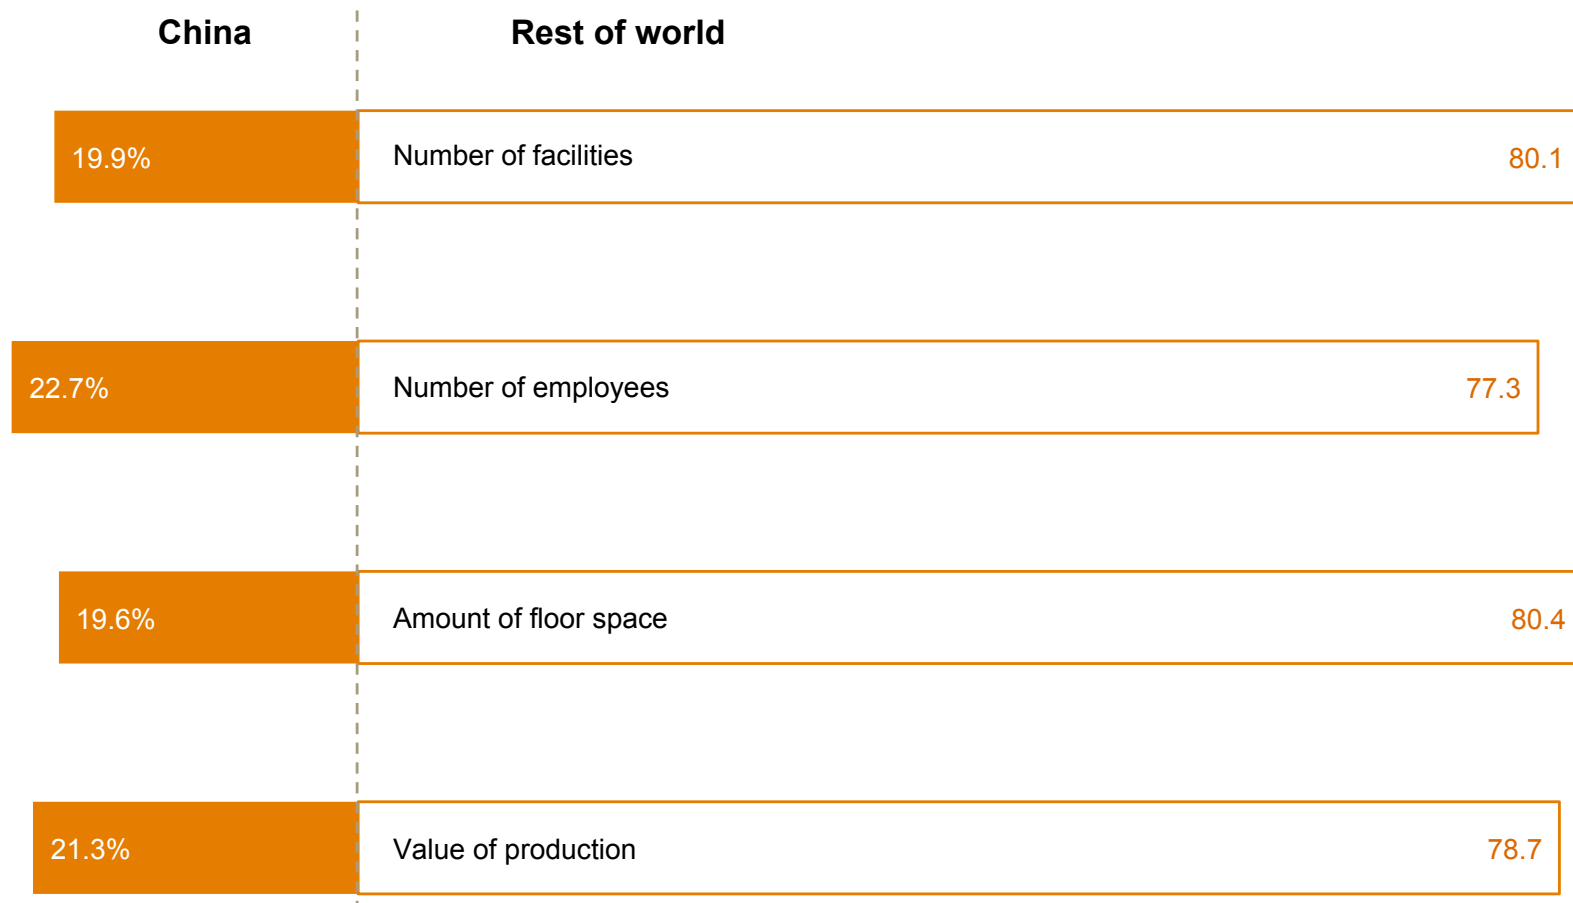 China
Rest of world
19.9%
Number of facilities
80.1
22.7%
Number of employees
77.3
19.6%
Amount of floor space
80.4
21.3%
Value of production
78.7